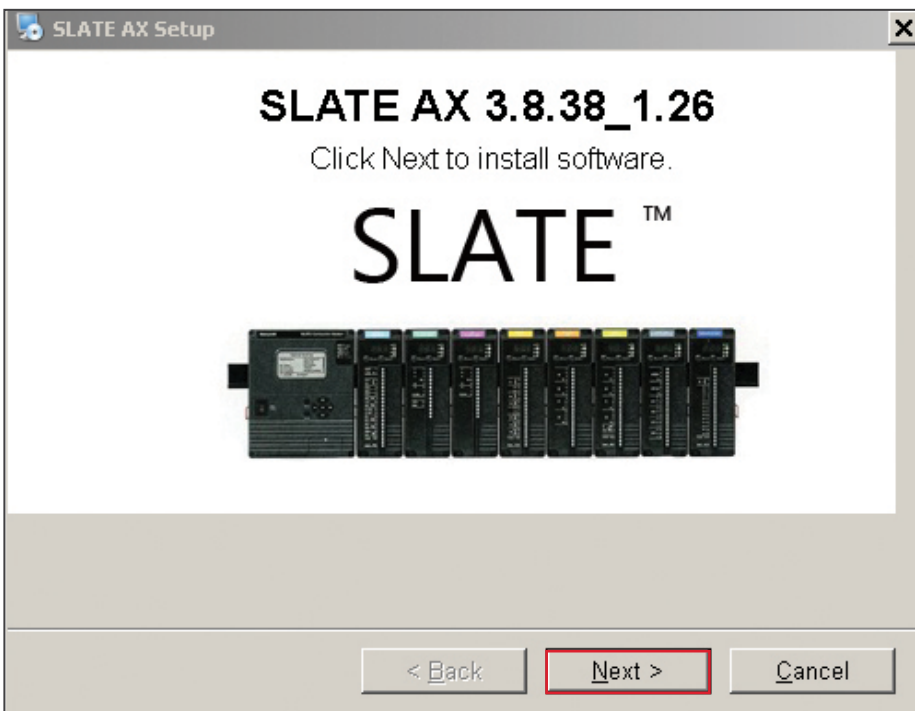 SLATE AX Setup
SLATE AX 3.8.38_1.26
Click Next to install software.
SLATE ™
< Back
Next >
Cancel